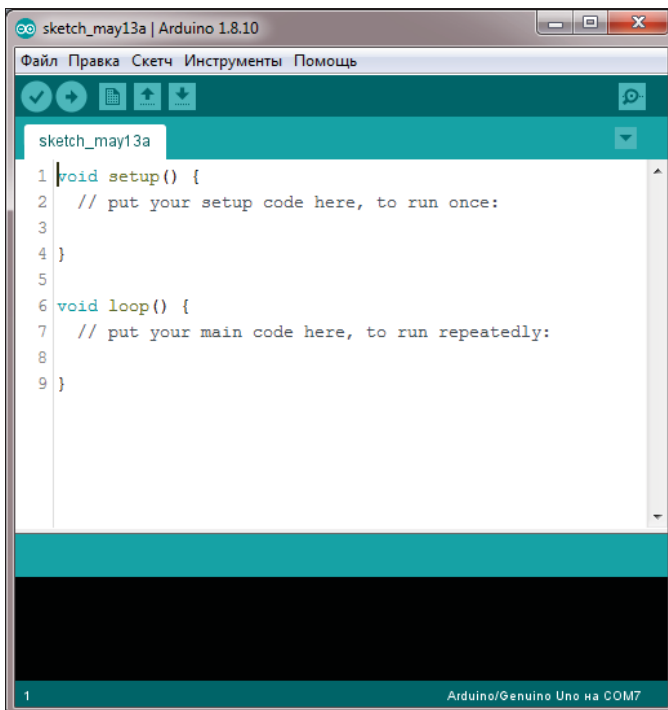 sketch_may13a | Arduino 1.8.10
Файл Правка Скетч Инструменты Помощь
sketch_may13a
1 void setup() {
2 // put your setup code here, to run once:
3
4 }
5
6 void loop() {
7 // put your main code here, to run repeatedly:
8
9 }
1 Arduino/Genuino Uno на COM7